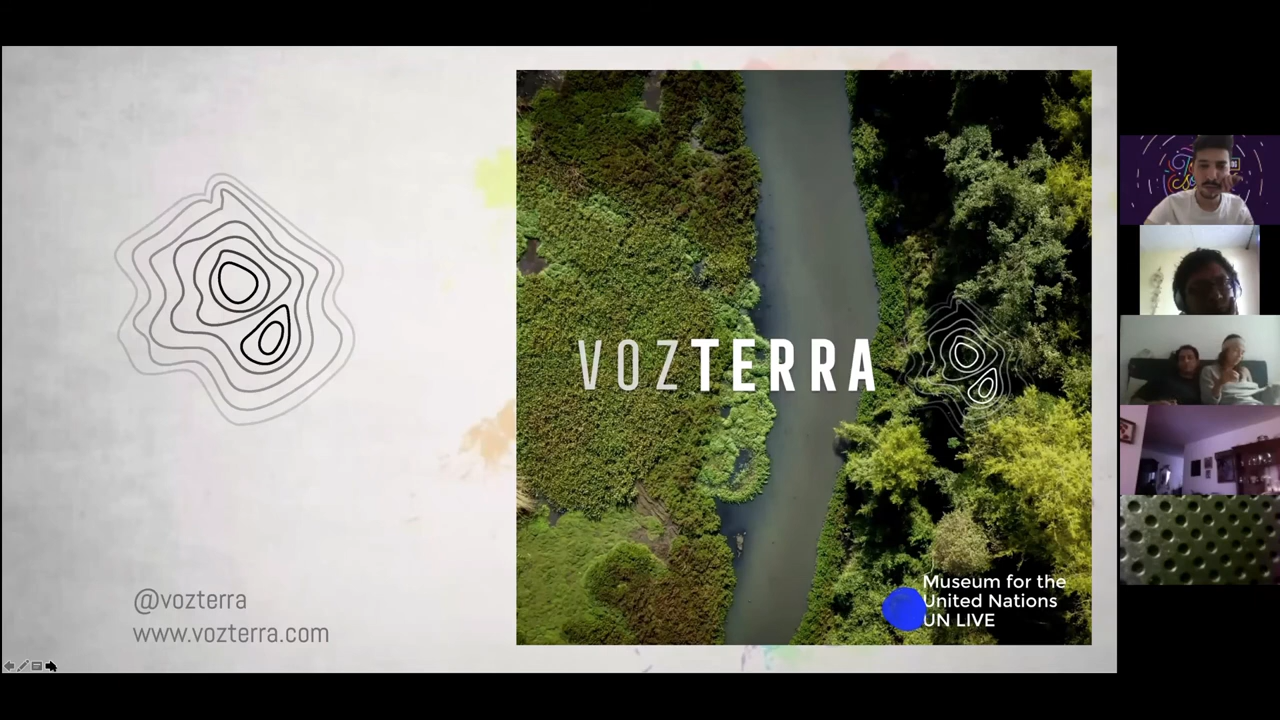 VOZTERRA
Museum for the
United Nations
UN LIVE
@vozterra
www.vozterra.com